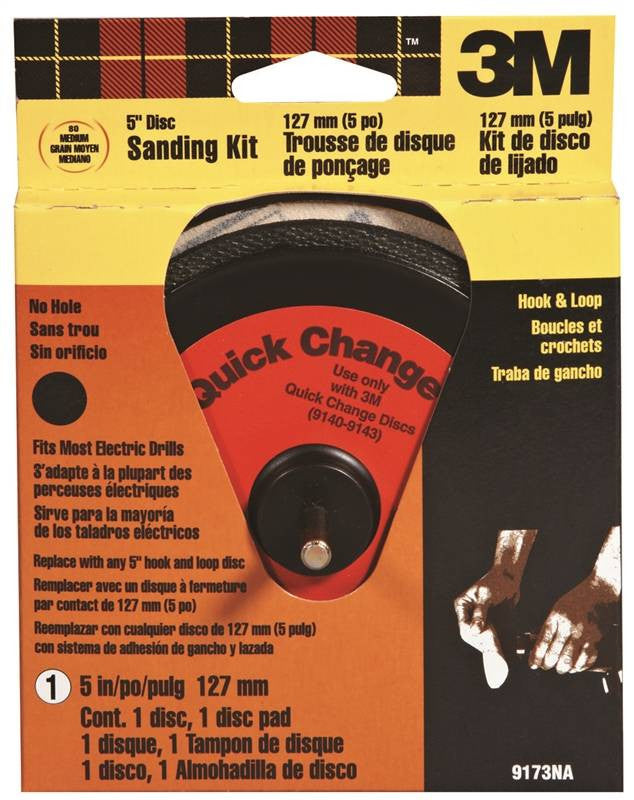 ™
3M
80
MEDIUM
GRAIN MOYEN
MEDIANO
5" Disc
Sanding Kit
127 mm (5 po)
Trousse de disque
de ponçage
127 mm (5 pulg)
Kit de disco
de lijado
No Hole
Sans trou
Sin orificio
Hook & Loop
Boucles et
crochets
Traba de gancho
Quick Change
Use only
with 3M
Quick Change Discs
(9140-9143)
Fits Most Electric Drills
S'adapte à la plupart des
perceuses électriques
Sirve para la mayoría
de los taladros eléctricos
Replace with any 5" hook and loop disc
Remplacer avec un disque à fermeture
par contact de 127 mm (5 po)
Reemplazar con cualquier disco de 127 mm (5 pulg)
con sistema de adhesión de gancho y lazada
1 5 in/po/pulg 127 mm
Cont. 1 disc, 1 disc pad
1 disque, 1 Tampon de disque
1 disco, 1 Almohadilla de disco
9173NA